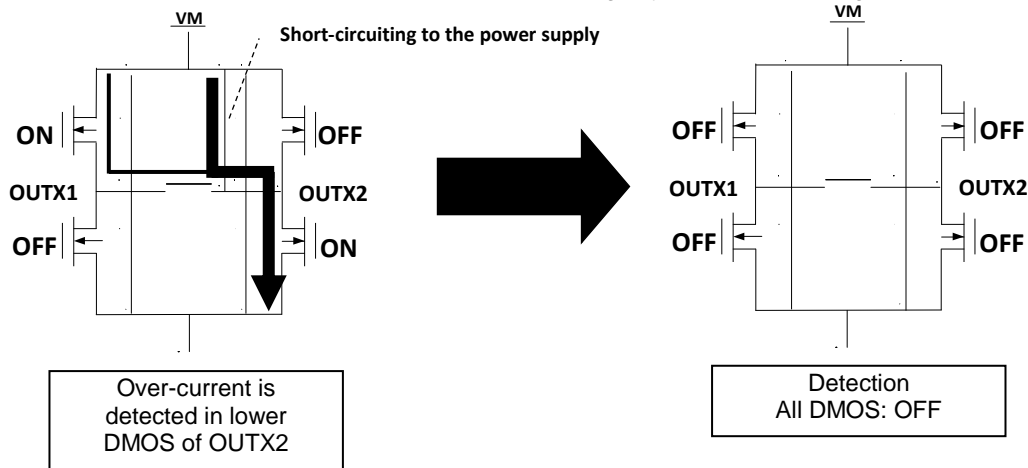 VM
Short-circuiting to the power supply
ON
OFF
OUTX1
OUTX2
OFF
ON
Over-current is
detected in lower
DMOS of OUTX2
VM
OFF
OFF
OUTX1
OUTX2
OFF
OFF
Detection
All DMOS: OFF